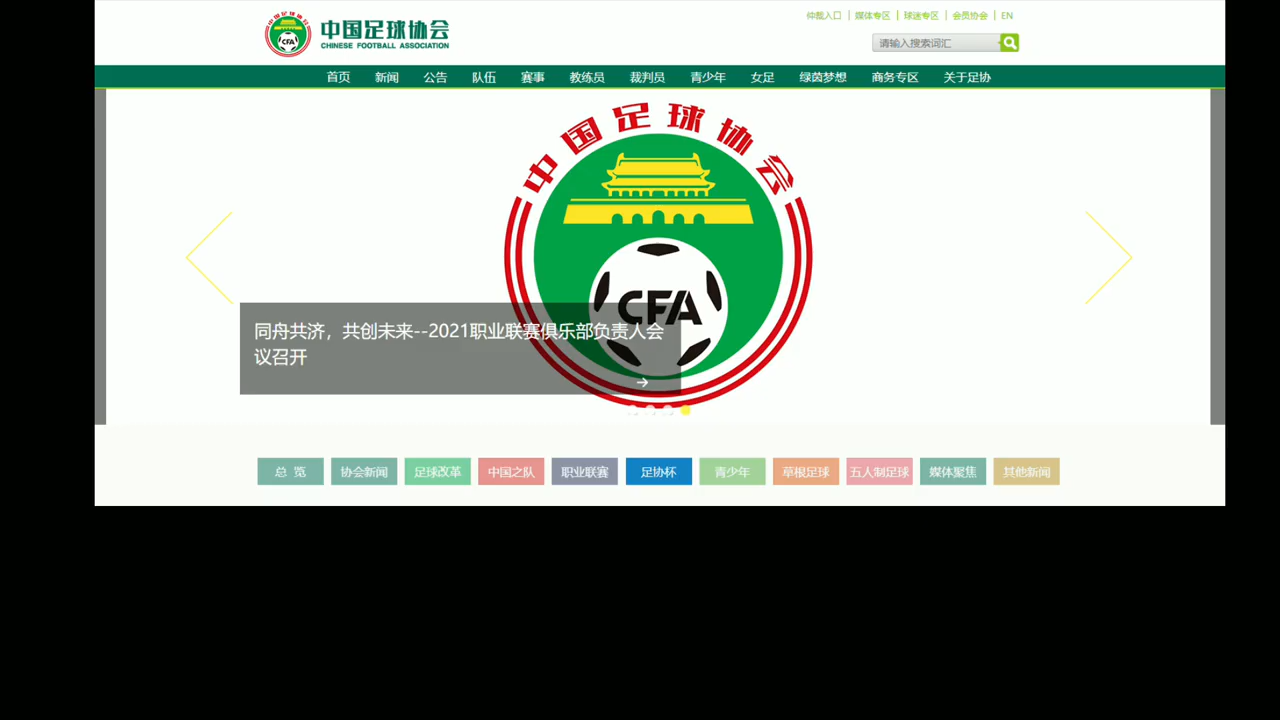 中国足球协会
CHINESE FOOTBALL ASSOCIATION
仲裁入口 | 媒体专区 | 球迷专区 | 会员协会 | EN
请输入搜索词汇
首页 新闻 公告 队伍 赛事 教练员 裁判员 青少年 女足 绿茵梦想 商务专区 关于足协
中国足球协会
CFA
同舟共济，共创未来--2021职业联赛俱乐部负责人会
议召开
总 览 协会新闻 足球改革 中国之队 职业联赛 足协杯 青少年 草根足球 五人制足球 媒体聚焦 其他新闻